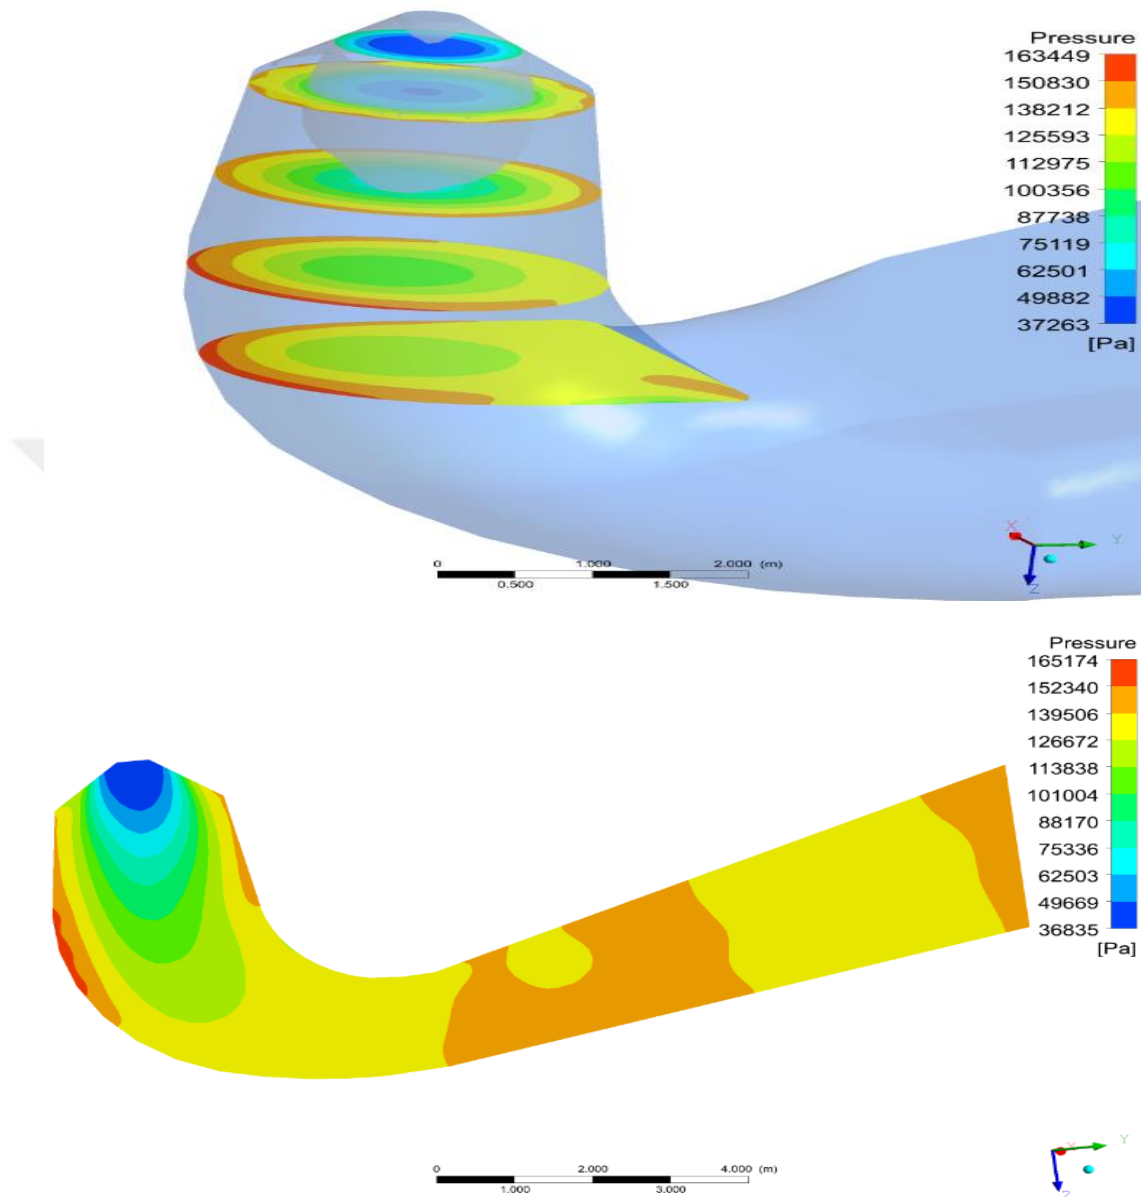 Pressure
163449
150830
138212
125593
112975
100356
87738
75119
62501
49882
37263
[Pa]
X
Y
Z
0 1.000 2.000 (m)
0.500 1.500
Pressure
165174
152340
139506
126672
113838
101004
88170
75336
62503
49669
36835
[Pa]
X
Y
Z
0 2.000 4.000 (m)
1.000 3.000